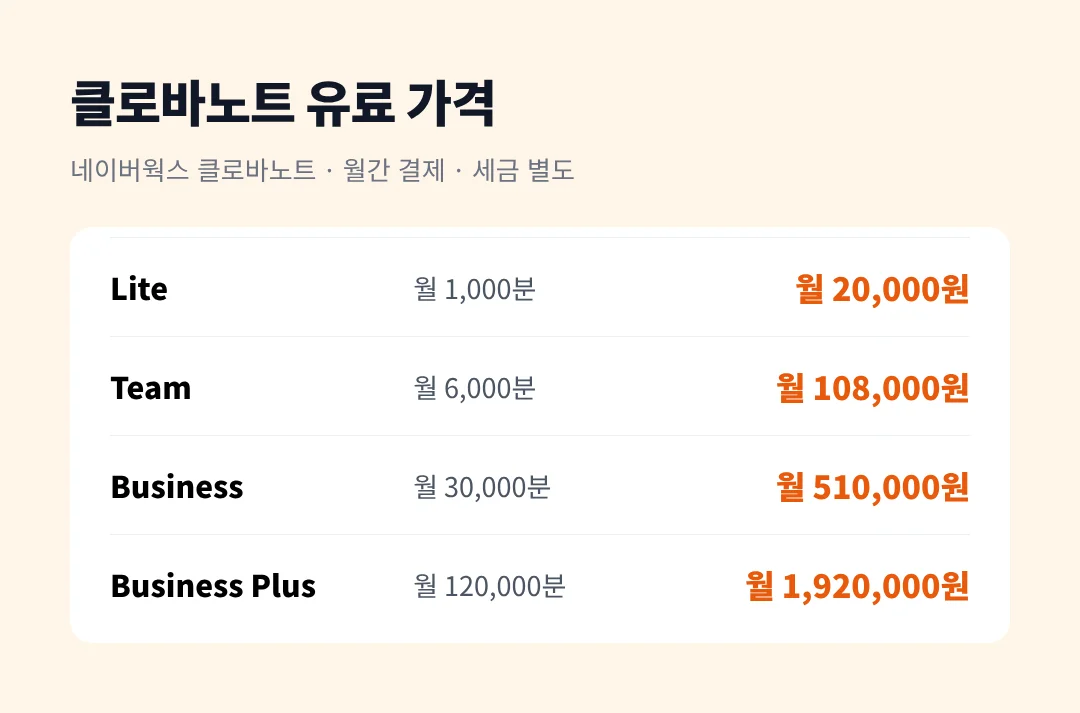 클로바노트 유료 가격
네이버웍스 클로바노트 · 월간 결제 · 세금 별도
Lite 월 1,000분 월 20,000원
Team 월 6,000분 월 108,000원
Business 월 30,000분 월 510,000원
Business Plus 월 120,000분 월 1,920,000원